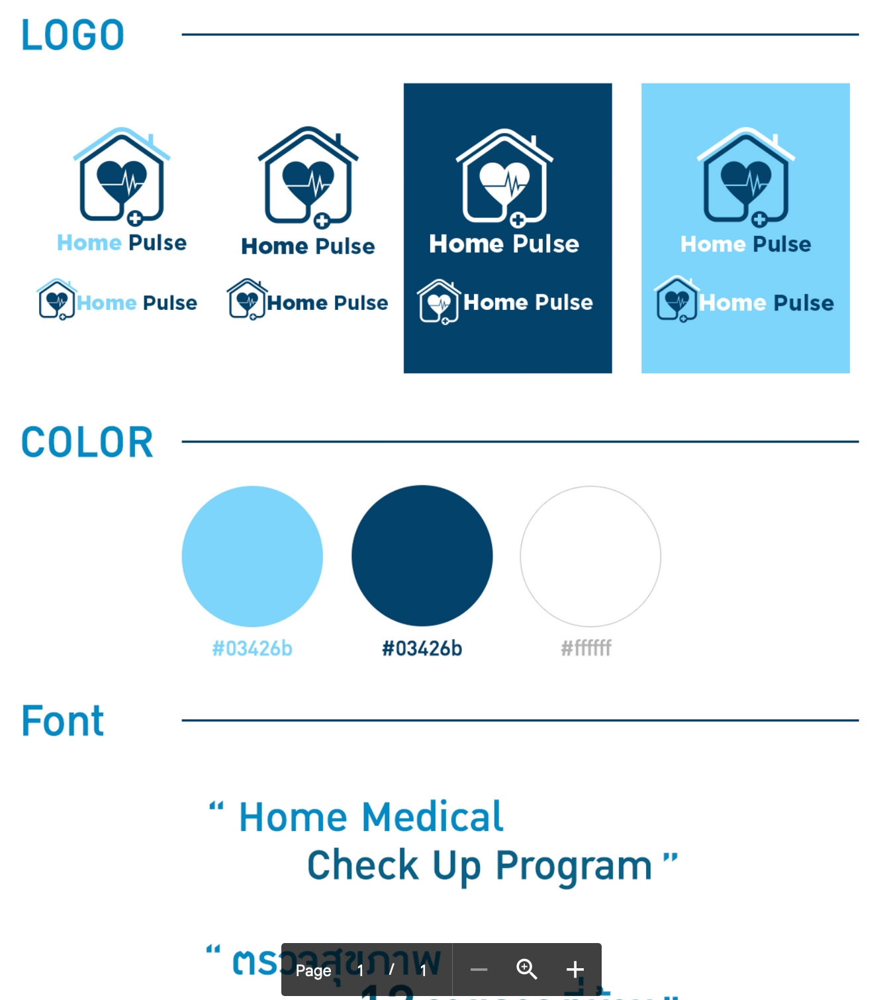 LOGO
Home Pulse
Home Pulse
Home Pulse
Home Pulse
Home Pulse
Home Pulse
Home Pulse
Home Pulse
COLOR
#03426b
#03426b
#ffffff
Font
“ Home Medical
Check Up Program ”
“ ตรวจสุขภาพ
Page 1 / 1